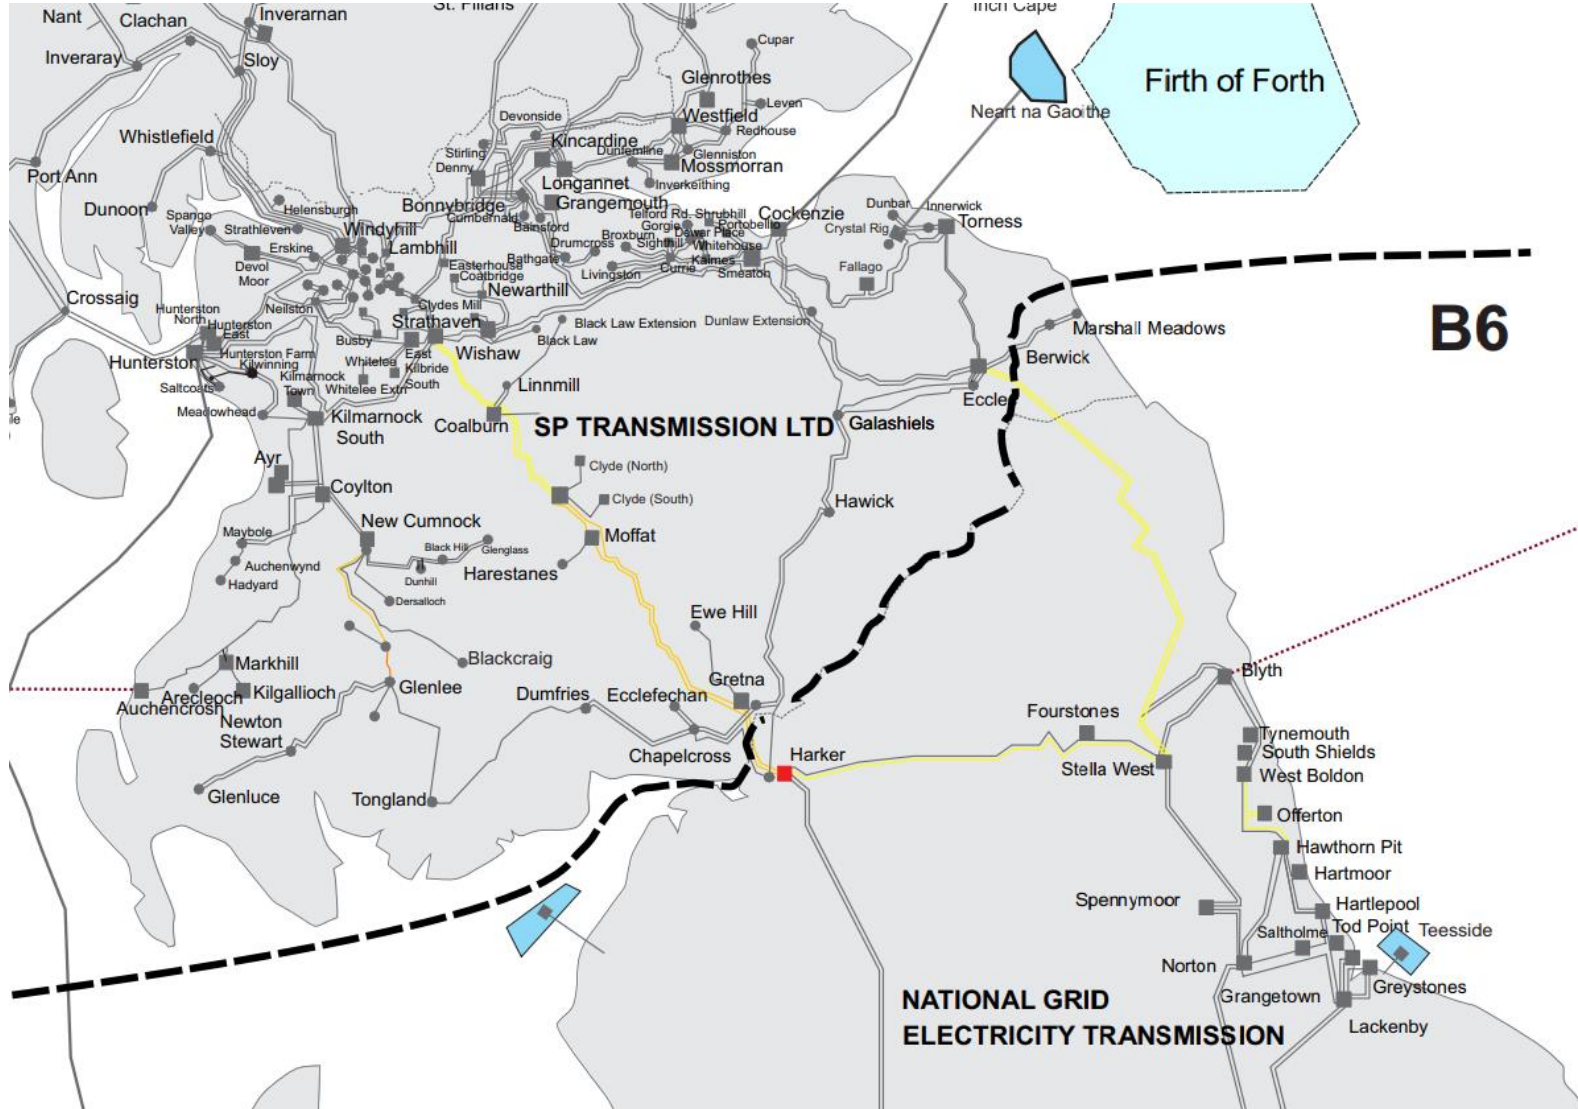 Nant
Clachan
Inverarnan
St. Fillans
Inch Cape
Inveraray
Sloy
Cupar
Glenrothes
Firth of Forth
Leven
Neart na Gaoithe
Devonside
Westfield
Redhouse
Whistlefield
Kincardine
Stirling
Dunfermline
Glenniston
Denny
Mossmorran
Port Ann
Longannet
Inverkeithing
Dunoon
Helensburgh
Bonnybridge
Grangemouth
Spango
Valley
Strathleven
Windyhill
Cumbernauld
Bainsford
Telford Rd.
Shrubhill
Cockenzie
Dunbar
Innerwick
Torness
Gorgie
Portobello
Erskine
Lambhill
Drumcross
Broxburn
Sighthill
Dewar Place
Whitehouse
Crystal Rig
Devol
Moor
Easterhouse
Coatbridge
Bathgate
Livingston
Currie
Kaimes
Smeaton
Fallago
Crossaig
Newarthill
Hunterston
North
Neilston
Clydes Mill
Hunterston
East
Strathaven
Black Law Extension
Dunlaw Extension
Marshall Meadows
B6
Busby
Wishaw
Black Law
Berwick
Hunterston
Hunterston Farm
Kilwinning
Whitelee
East
Kilbride
South
Saltcoats
Kilmarnock
Town
Whitelee Extn
Linnmill
Eccles
Meadowhead
Kilmarnock
South
Coalburn
SP TRANSMISSION LTD
Galashiels
Ayr
Clyde (North)
Coylton
Clyde (South)
Hawick
New Cumnock
Moffat
Maybole
Black Hill
Glenglass
Auchenwynd
Dunhill
Harestanes
Hadyard
Dersalloch
Ewe Hill
Markhill
Blackcraig
Blyth
Arecleoch
Kilgallioch
Glenlee
Dumfries
Ecclefechan
Gretna
Auchencrosh
Newton
Stewart
Fourstones
Tynemouth
South Shields
Chapelcross
Harker
Stella West
West Boldon
Glenluce
Tongland
Offerton
Hawthorn Pit
Hartmoor
Spennymoor
Hartlepool
Saltholme
Tod Point
Teesside
Norton
Greystones
Grangetown
NATIONAL GRID
ELECTRICITY TRANSMISSION
Lackenby